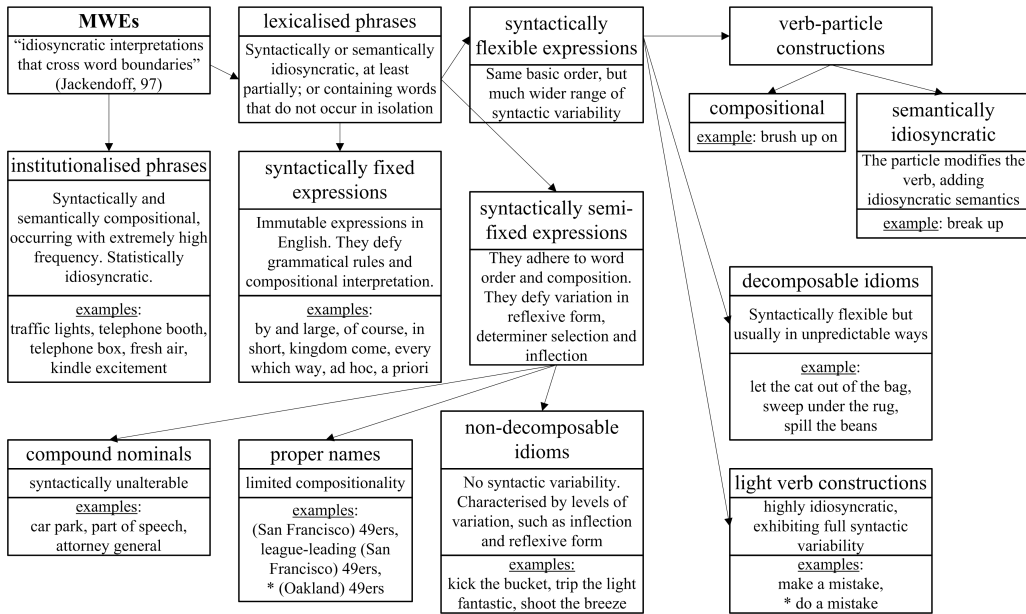 MWEs
“idiosyncratic interpretations
that cross word boundaries”
(Jackendoff, 97)
lexicalised phrases
Syntactically or semantically
idiosyncratic, at least
partially; or containing words
that do not occur in isolation
syntactically
flexible expressions
Same basic order, but
much wider range of
syntactic variability
verb-particle
constructions
compositional
example: brush up on
semantically
idiosyncratic
The particle modifies the
verb, adding
idiosyncratic semantics
example: break up
institutionalised phrases
Syntactically and
semantically compositional,
occurring with extremely high
frequency. Statistically
idiosyncratic.
examples:
traffic lights, telephone booth,
telephone box, fresh air,
kindle excitement
syntactically fixed
expressions
Immutable expressions in
English. They defy
grammatical rules and
compositional interpretation.
examples:
by and large, of course, in
short, kingdom come, every
which way, ad hoc, a priori
syntactically semi-
fixed expressions
They adhere to word
order and composition.
They defy variation in
reflexive form,
determiner selection and
inflection
decomposable idioms
Syntactically flexible but
usually in unpredictable ways
example:
let the cat out of the bag,
sweep under the rug,
spill the beans
compound nominals
syntactically unalterable
examples:
car park, part of speech,
attorney general
proper names
limited compositionality
examples:
(San Francisco) 49ers,
league-leading (San
Francisco) 49ers,
* (Oakland) 49ers
non-decomposable
idioms
No syntactic variability.
Characterised by levels of
variation, such as inflection
and reflexive form
examples:
kick the bucket, trip the light
fantastic, shoot the breeze
light verb constructions
highly idiosyncratic,
exhibiting full syntactic
variability
examples:
make a mistake,
* do a mistake